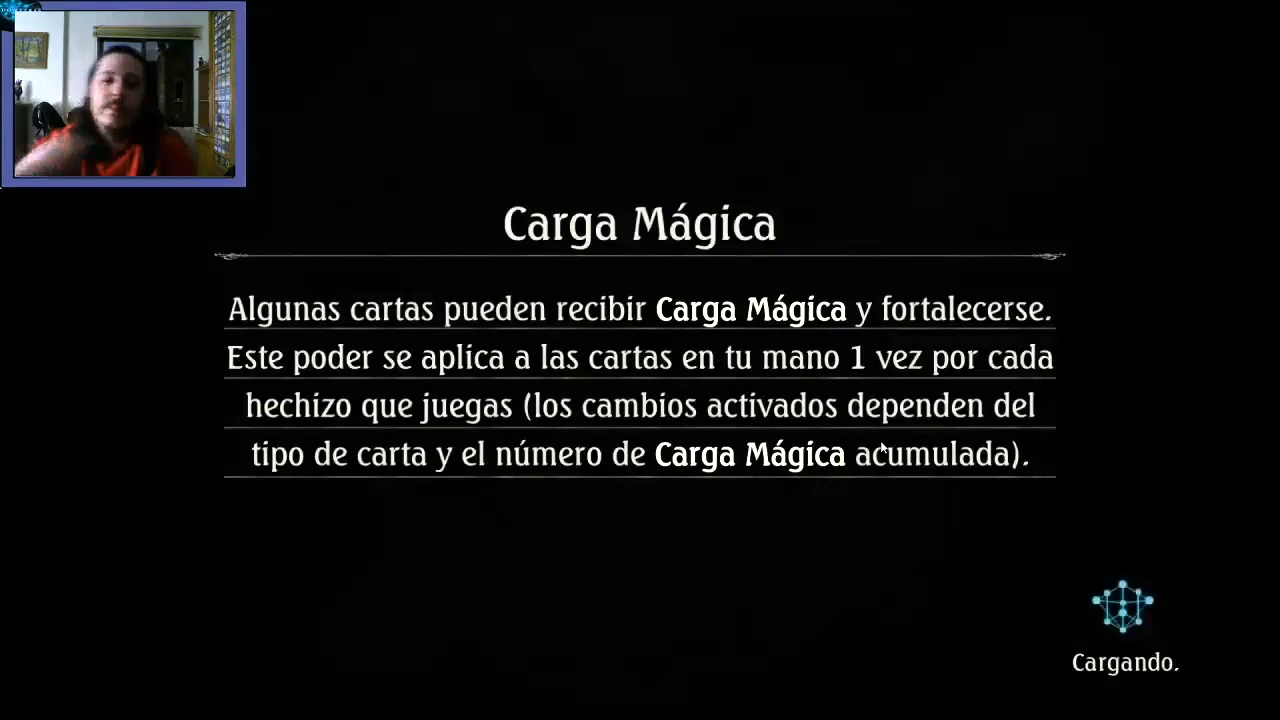 Carga Mágica
Algunas cartas pueden recibir Carga Mágica y fortalecerse.
Este poder se aplica a las cartas en tu mano 1 vez por cada
hechizo que juegas (los cambios activados dependen del
tipo de carta y el número de Carga Mágica acumulada).
Cargando.